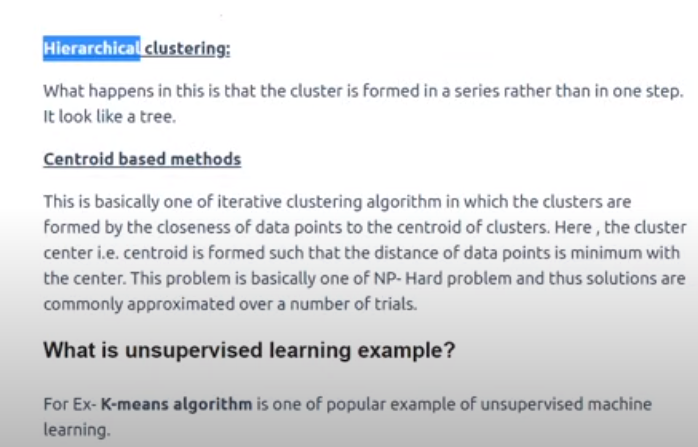 Hierarchical clustering:
What happens in this is that the cluster is formed in a series rather than in one step.
It look like a tree.
Centroid based methods
This is basically one of iterative clustering algorithm in which the clusters are
formed by the closeness of data points to the centroid of clusters. Here , the cluster
center i.e. centroid is formed such that the distance of data points is minimum with
the center. This problem is basically one of NP- Hard problem and thus solutions are
commonly approximated over a number of trials.
What is unsupervised learning example?
For Ex- K-means algorithm is one of popular example of unsupervised machine
learning.